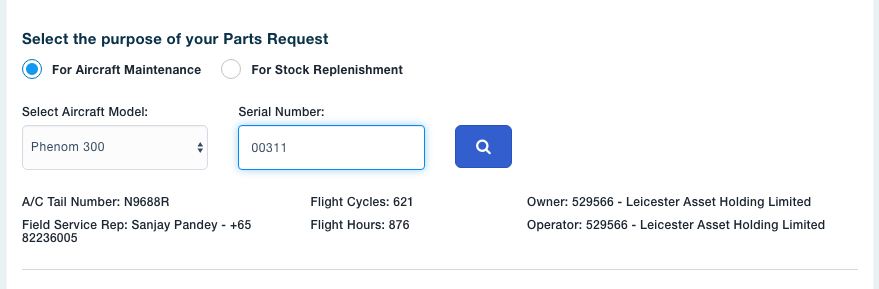 Select the purpose of your Parts Request
For Aircraft Maintenance For Stock Replenishment
Select Aircraft Model: Serial Number:
Phenom 300 00311
A/C Tail Number: N9688R Flight Cycles: 621 Owner: 529566 - Leicester Asset Holding Limited
Field Service Rep: Sanjay Pandey - +65 Flight Hours: 876 Operator: 529566 - Leicester Asset Holding Limited
82236005